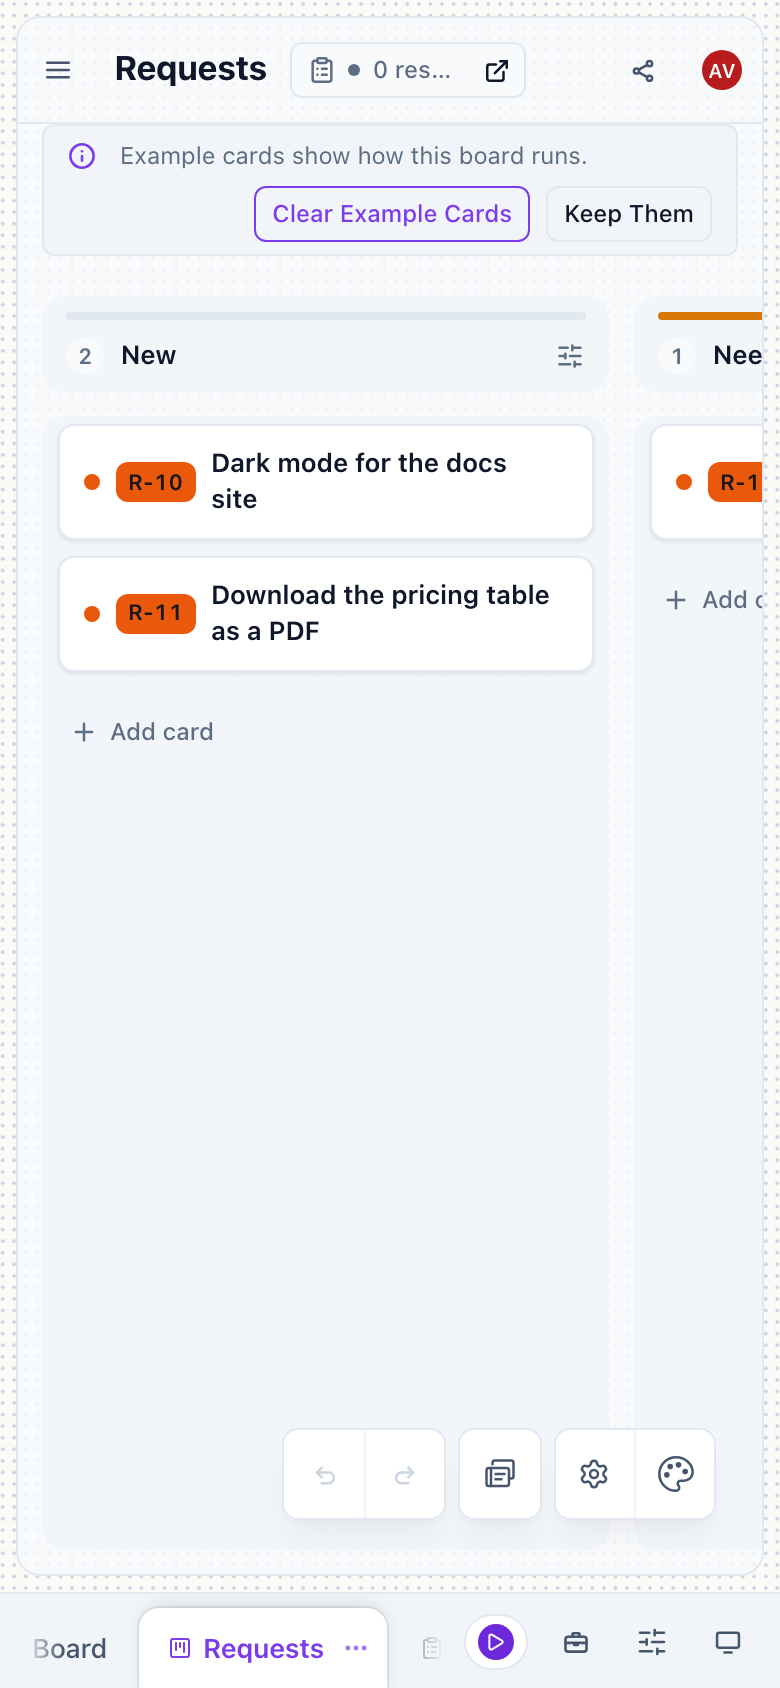 Requests
0 res...
AV
Example cards show how this board runs.
Clear Example Cards
Keep Them
2 New
1 Nee
R-10 Dark mode for the docs
site
R-1
R-11 Download the pricing table
as a PDF
Add c
Add card
Board
Requests